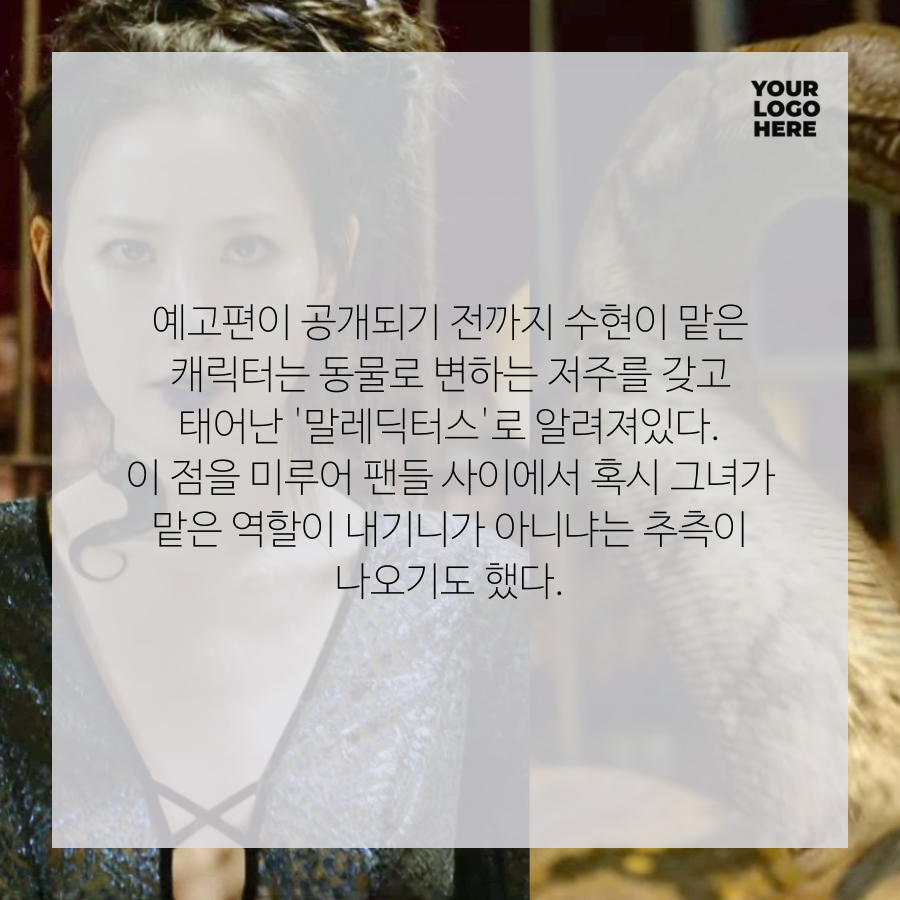 YOUR
LOGO
HERE
예고편이 공개되기 전까지 수현이 맡은
캐릭터는 동물로 변하는 저주를 갖고
태어난 '말레딕터스'로 알려져있다.
이 점을 미루어 팬들 사이에서 혹시 그녀가
맡은 역할이 내기니가 아니냐는 추측이
나오기도 했다.